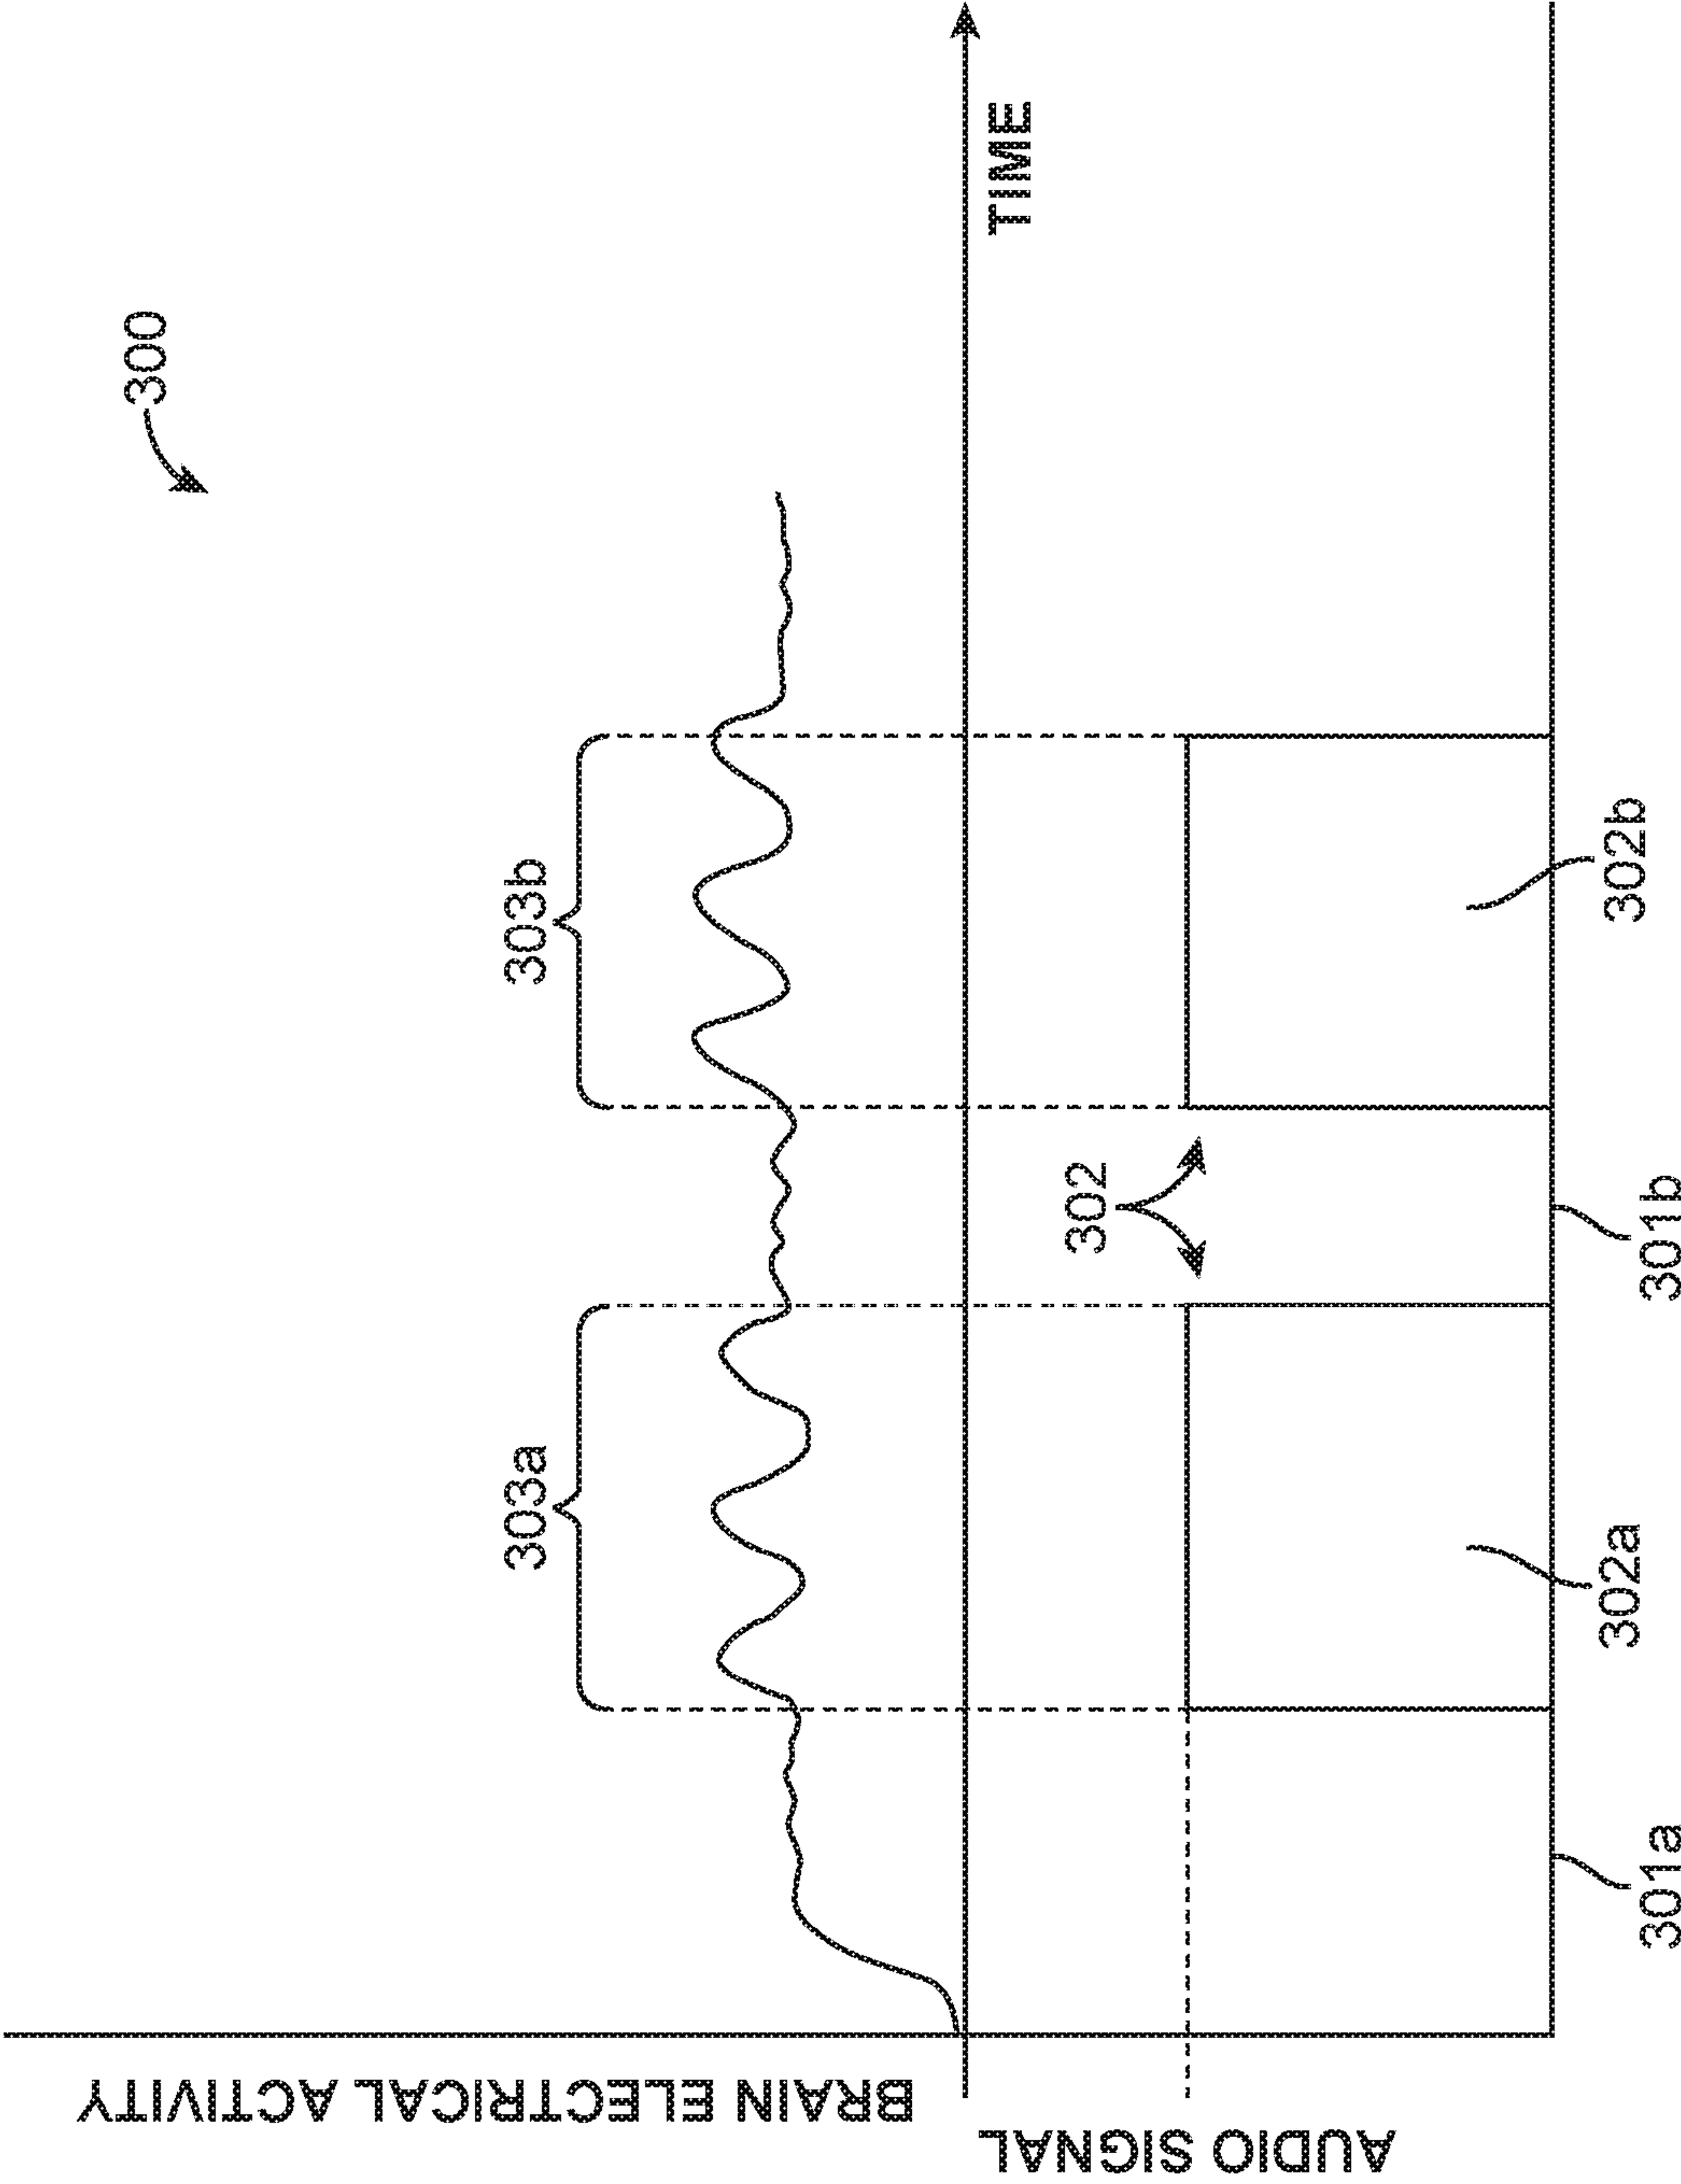 300
303a
303b
BRAIN ELECTRICAL ACTIVITY
TIME
302
AUDIO SIGNAL
301a
302a
301b
302b